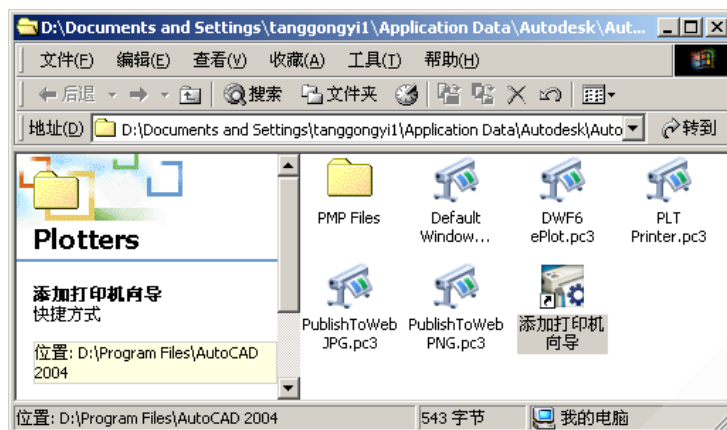 D:\Documents and Settings\tanggongyi1\Application Data\Autodesk\Aut...
文件(F) 编辑(E) 查看(V) 收藏(A) 工具(T) 帮助(H)
后退 搜索 文件夹
地址(D) D:\Documents and Settings\tanggongyi1\Application Data\Autodesk\Auto 转到
Plotters
添加打印机向导
快捷方式
位置: D:\Program Files\AutoCAD
2004
PMP Files
Default
Window...
DWF6
ePlot.pc3
PLT
Printer.pc3
PublishToWeb
JPG.pc3
PublishToWeb
PNG.pc3
添加打印机
向导
位置: D:\Program Files\AutoCAD 2004 543 字节 我的电脑